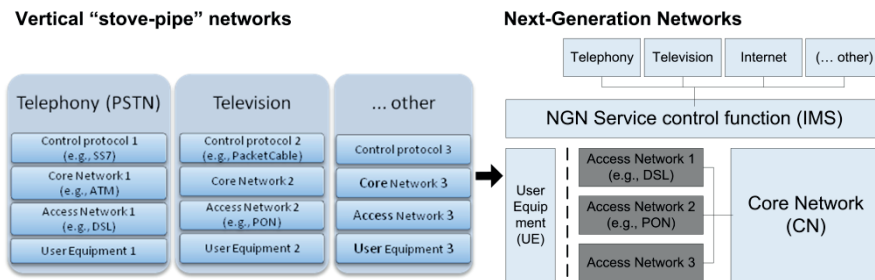 Vertical “stove-pipe” networks
Telephony (PSTN)
Control protocol 1
(e.g., SS7)
Core Network 1
(e.g., ATM)
Access Network 1
(e.g., DSL)
User Equipment 1
Television
Control protocol 2
(e.g., PacketCable)
Core Network 2
Access Network 2
(e.g., PON)
User Equipment 2
... other
Control protocol 3
Core Network 3
Access Network 3
User Equipment 3
Next-Generation Networks
Telephony
Television
Internet
(... other)
NGN Service control function (IMS)
User
Equip
ment
(UE)
Access Network 1
(e.g., DSL)
Access Network 2
(e.g., PON)
Access Network 3
Core Network
(CN)